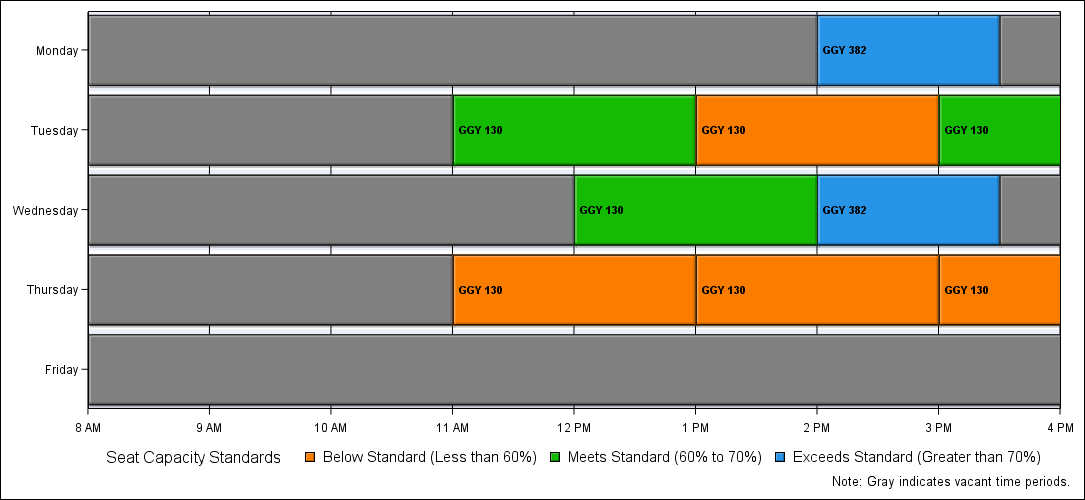 Monday
GGY 382
Tuesday
GGY 130
GGY 130
GGY 130
Wednesday
GGY 130
GGY 382
Thursday
GGY 130
GGY 130
GGY 130
Friday
8 AM 9 AM 10 AM 11 AM 12 PM 1 PM 2 PM 3 PM 4 PM
Seat Capacity Standards Below Standard (Less than 60%) Meets Standard (60% to 70%) Exceeds Standard (Greater than 70%)
Note: Gray indicates vacant time periods.